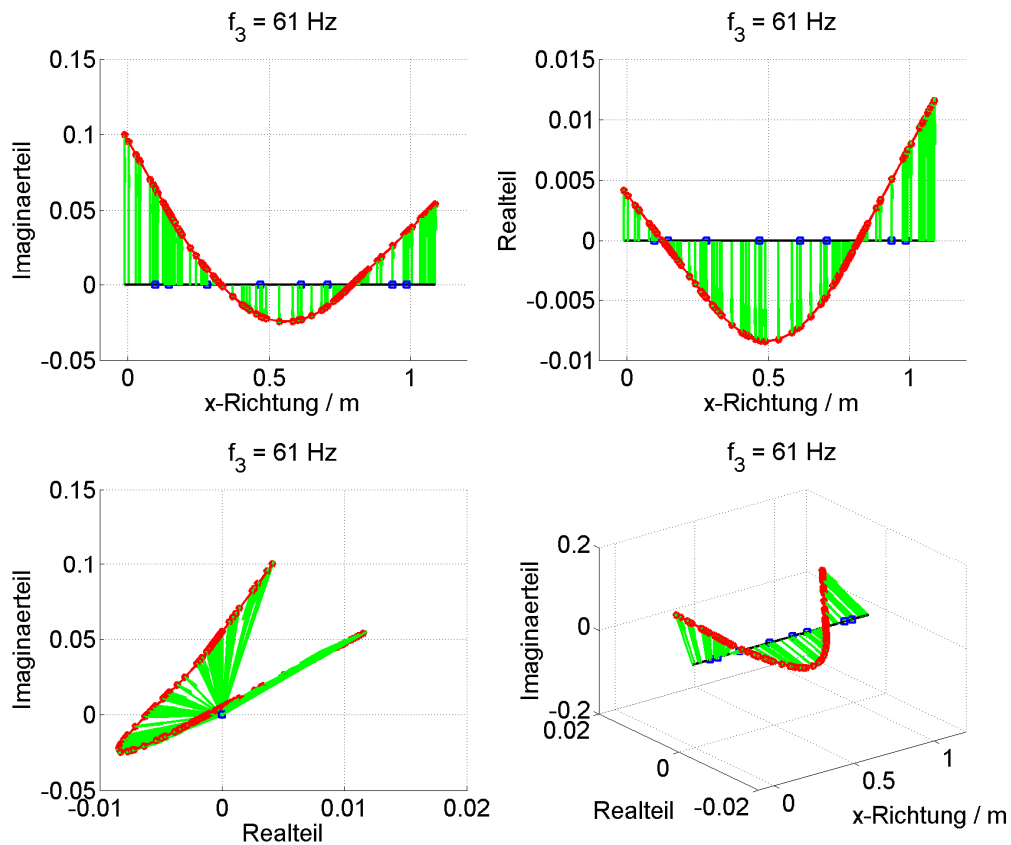 f3 = 61 Hz
0.15
0.1
0.05
0
-0.05
Imaginaerteil
0 0.5 1
x-Richtung / m
f3 = 61 Hz
0.015
0.01
0.005
0
-0.005
-0.01
Realteil
0 0.5 1
x-Richtung / m
f3 = 61 Hz
0.15
0.1
0.05
0
-0.05
Imaginaerteil
-0.01 0 0.01 0.02
Realteil
f3 = 61 Hz
0.2
0
-0.2
Imaginaerteil
0.02
0
-0.02
Realteil
0
0.5
1
x-Richtung / m